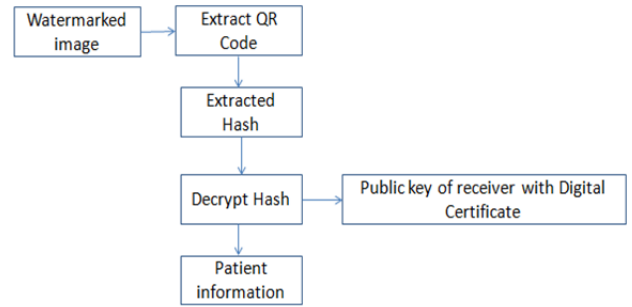 Watermarked
image
Extract QR
Code
Extracted
Hash
Decrypt Hash
Public key of receiver with Digital
Certificate
Patient
information